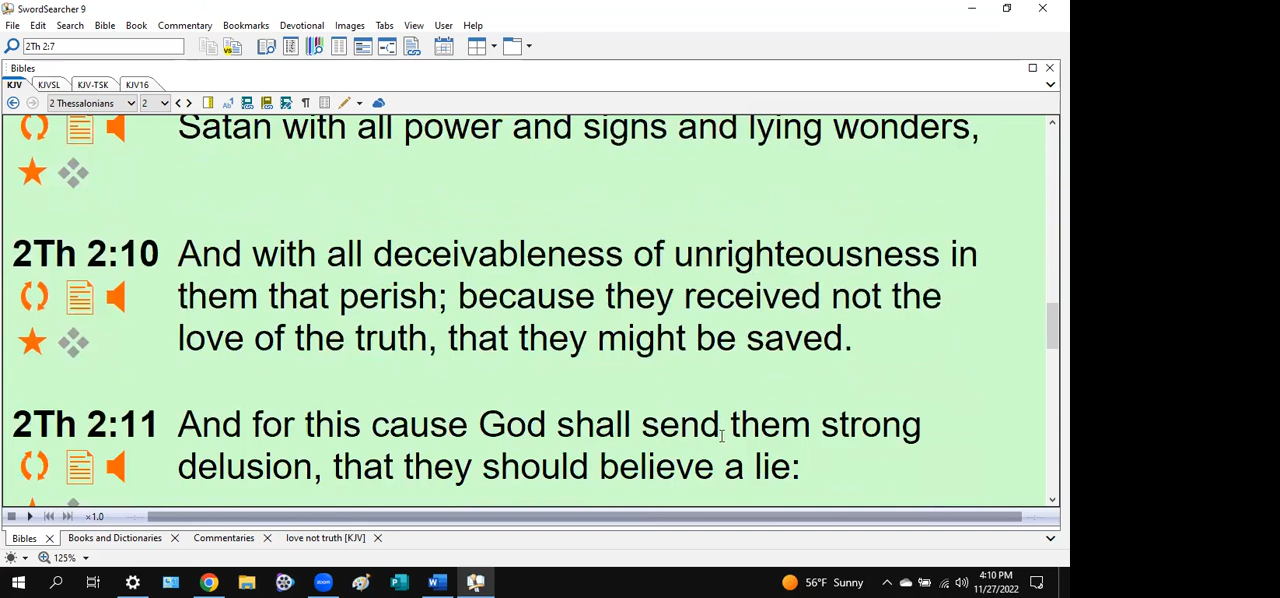 SwordSearcher 9
File Edit Search Bible Book Commentary Bookmarks Devotional Images Tabs View User Help
2Th 2:7
Bibles
KJV KJVSL KJV-TSK KJV16
2 Thessalonians 2
Satan with all power and signs and lying wonders,
2Th 2:10 And with all deceivableness of unrighteousness in
them that perish; because they received not the
love of the truth, that they might be saved.
2Th 2:11 And for this cause God shall send them strong
delusion, that they should believe a lie:
×1.0
Bibles Books and Dictionaries Commentaries love not truth [KJV]
125%
56°F Sunny 4:10 PM
11/27/2022